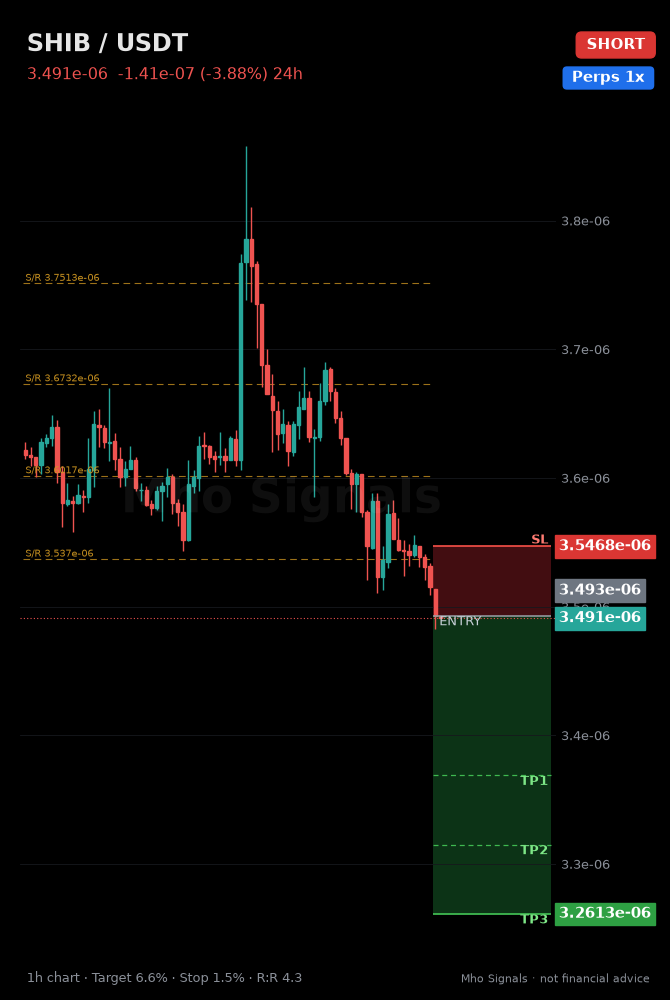 SHIB / USDT
SHORT
3.491e-06 -1.41e-07 (-3.88%) 24h
Perps 1x
3.8e-06
S/R 3.7513e-06
3.7e-06
S/R 3.6732e-06
S/R 3.6017e-06
3.6e-06
Mho Signals
SL
3.5468e-06
S/R 3.537e-06
3.493e-06
3.5e-06
3.491e-06
ENTRY
3.4e-06
TP1
TP2
3.3e-06
3.2613e-06
TP3
1h chart · Target 6.6% · Stop 1.5% · R:R 4.3
Mho Signals · not financial advice